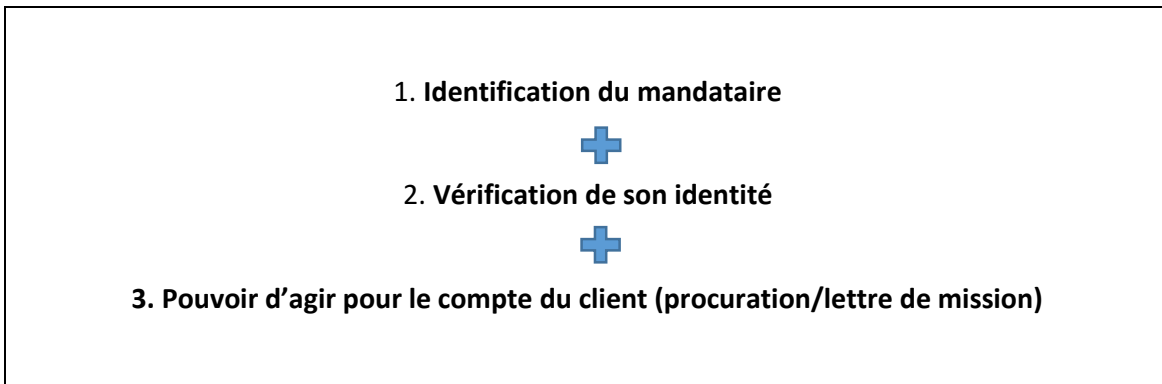 1. Identification du mandataire
2. Vérification de son identité
3. Pouvoir d’agir pour le compte du client (procuration/lettre de mission)